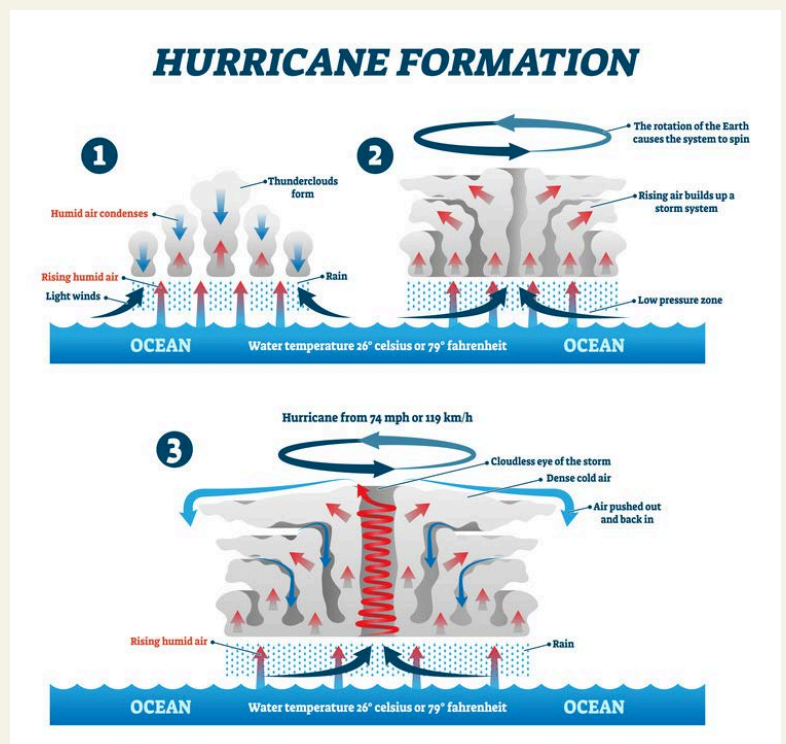 HURRICANE FORMATION
1
Thunderclouds
form
Humid air condenses
Rising humid air
Light winds
Rain
OCEAN
2
The rotation of the Earth
causes the system to spin
Rising air builds up a
storm system
Low pressure zone
Water temperature 26° celsius or 79° fahrenheit
OCEAN
3
Hurricane from 74 mph or 119 km/h
Cloudless eye of the storm
Dense cold air
Air pushed out
and back in
Rising humid air
Rain
OCEAN
Water temperature 26° celsius or 79° fahrenheit
OCEAN